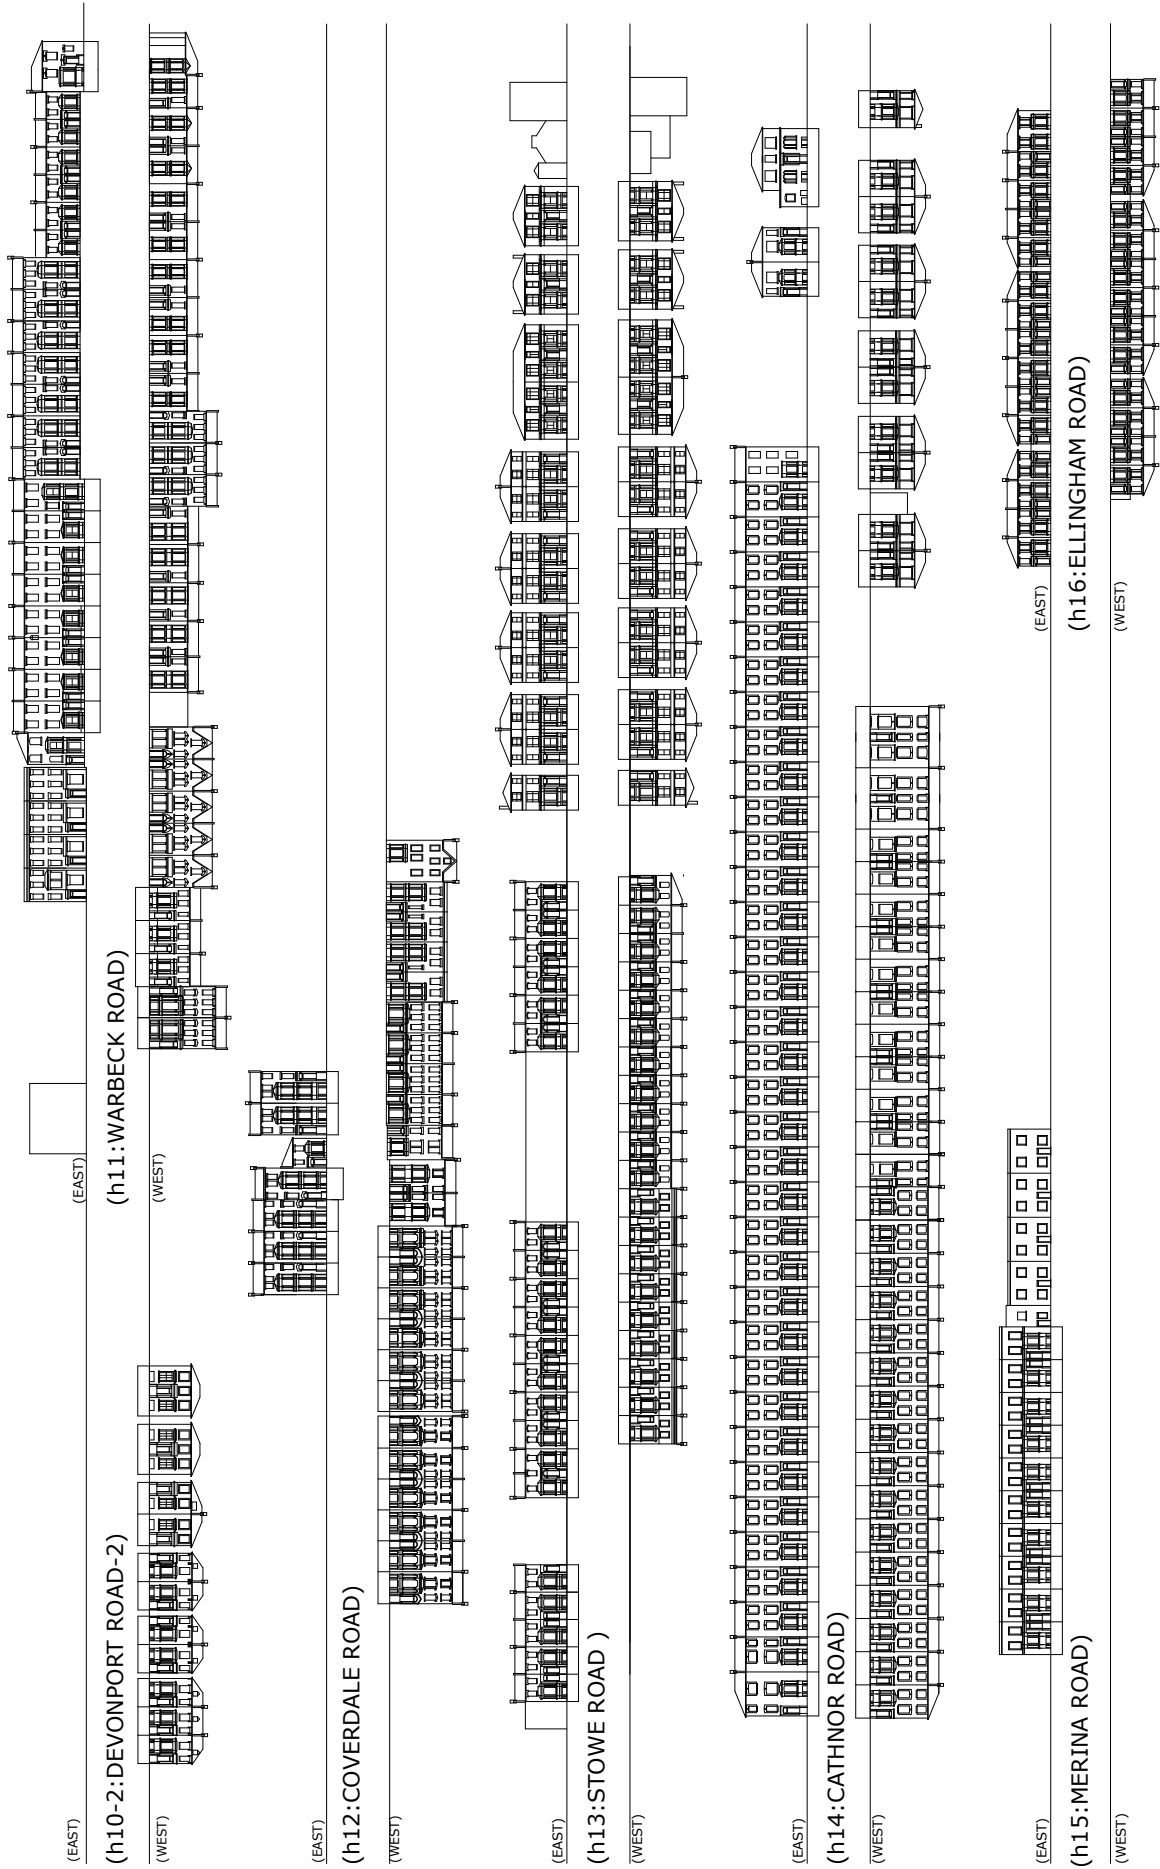 (EAST)
(h11:WARBECK ROAD)
(WEST)
(EAST)
(h10-2:DEVONPORT ROAD-2)
(WEST)
(EAST)
(h12:COVERDALE ROAD)
(WEST)
(EAST)
(h13:STOWE ROAD )
(WEST)
(EAST)
(h14:CATHNOR ROAD)
(WEST)
(EAST)
(h16:ELLINGHAM ROAD)
(WEST)
(EAST)
(h15:MERINA ROAD)
(WEST)